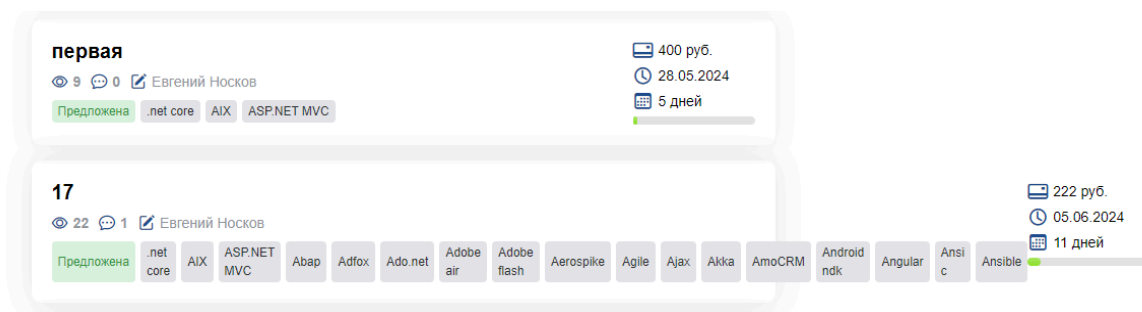 первая
400 руб.
9 0 Евгений Носков
28.05.2024
5 дней
Предложена .net core AIX ASP.NET MVC
17
222 руб.
22 1 Евгений Носков
05.06.2024
11 дней
Предложена .net core AIX ASP.NET MVC Abap Adfox Ado.net Adobe air Adobe flash Aerospike Agile Ajax Akka AmoCRM Android ndk Angular Ansi c Ansible